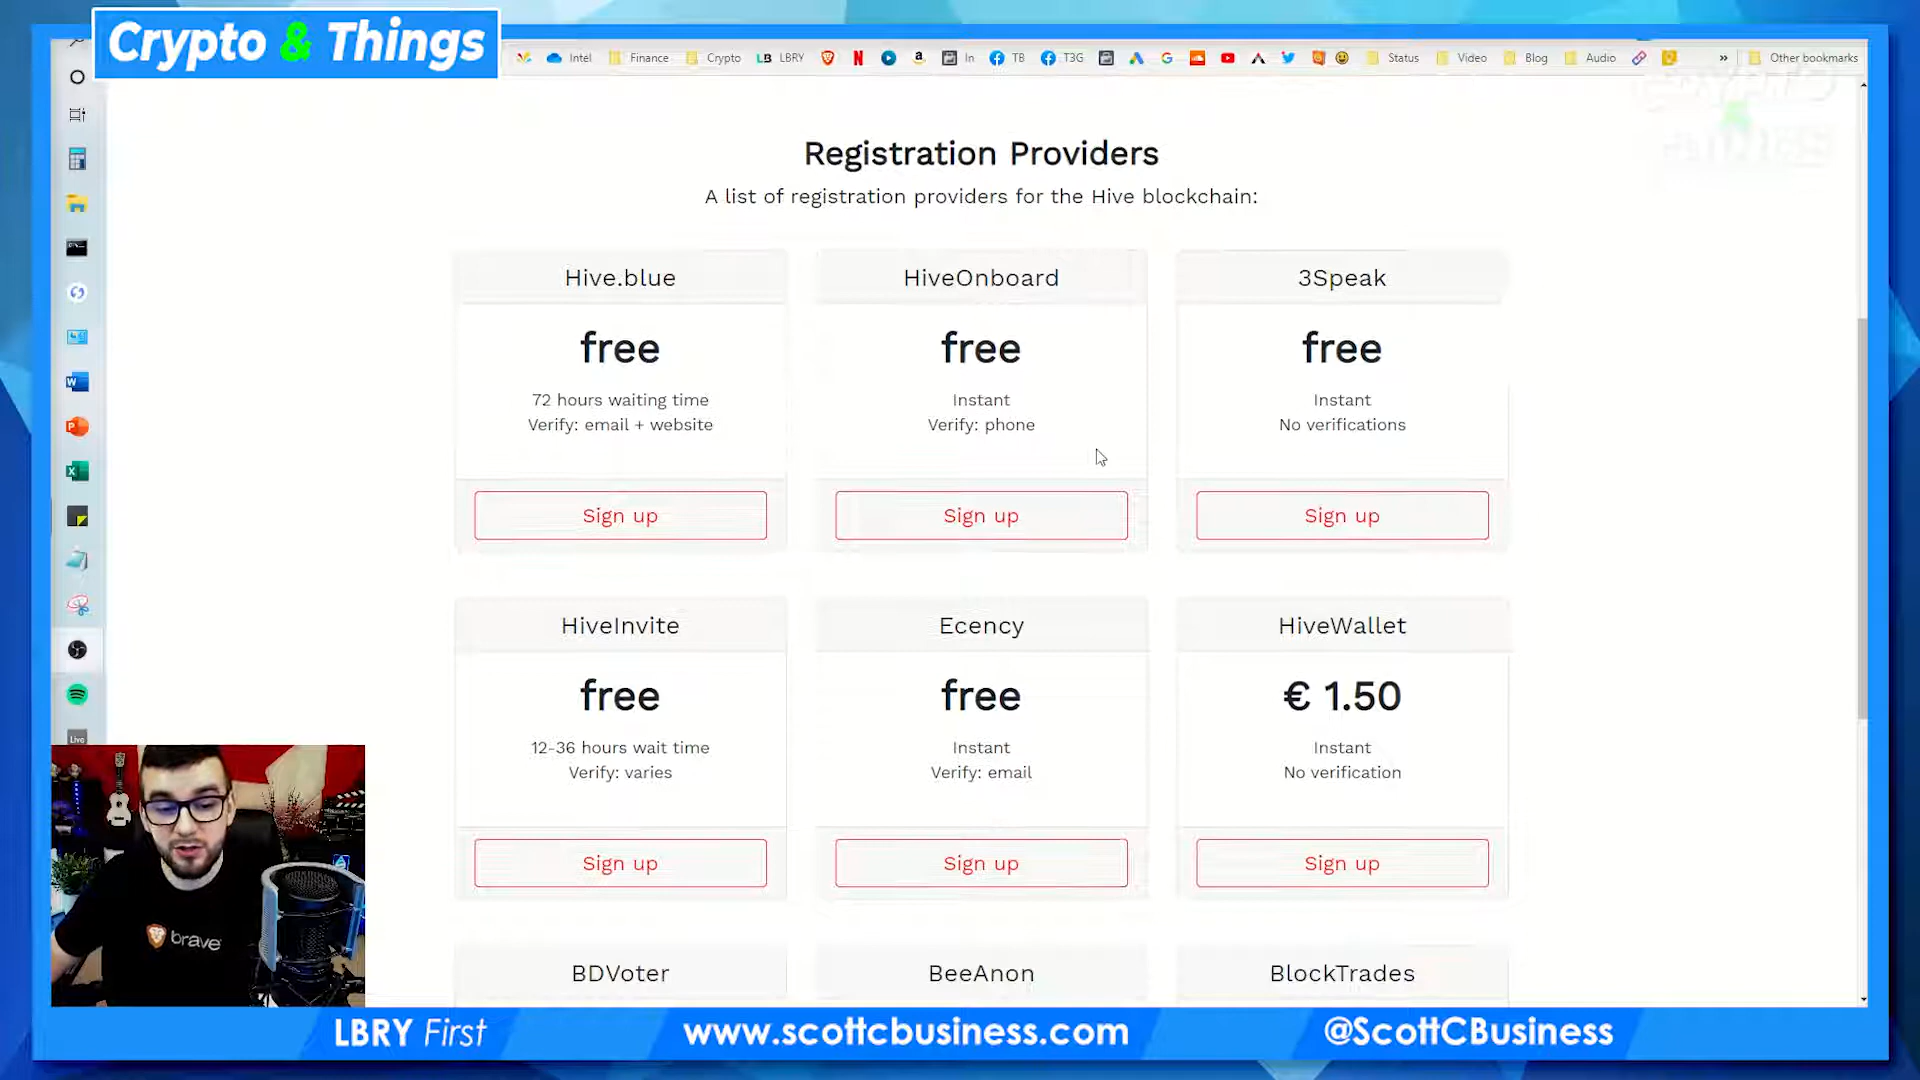 Crypto & Things
Intel
Finance
Crypto
LB
LBRY
In
TB
T3G
Status
Video
Blog
Audio
»
Other bookmarks
Registration Providers
A list of registration providers for the Hive blockchain:
Hive.blue
free
72 hours waiting time
Verify: email + website
Sign up
HiveOnboard
free
Instant
Verify: phone
Sign up
3Speak
free
Instant
No verifications
Sign up
HiveInvite
free
12-36 hours wait time
Verify: varies
Sign up
Ecency
free
Instant
Verify: email
Sign up
HiveWallet
€ 1.50
Instant
No verification
Sign up
BDVoter
BeeAnon
BlockTrades
Live
brave
LBRY First
www.scottcbusiness.com
@ScottCBusiness